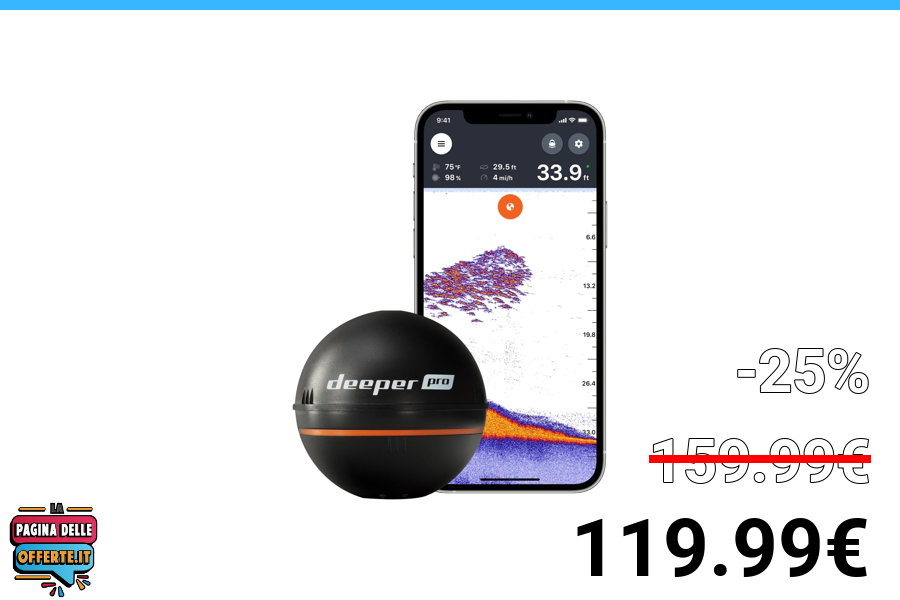 9:41
75 °F
29.5 ft
98 %
4 mi/h
33.9 ft
6.6
13.2
19.8
26.4
33.0
deeper pro
-25%
159.99€
119.99€
LA
PAGINA DELLE
OFFERTE.IT